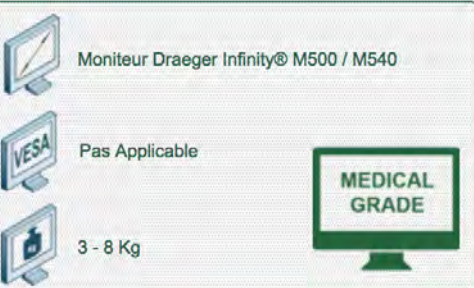 Moniteur Draeger Infinity® M500 / M540
VESA
Pas Applicable
MEDICAL
GRADE
3 - 8 Kg